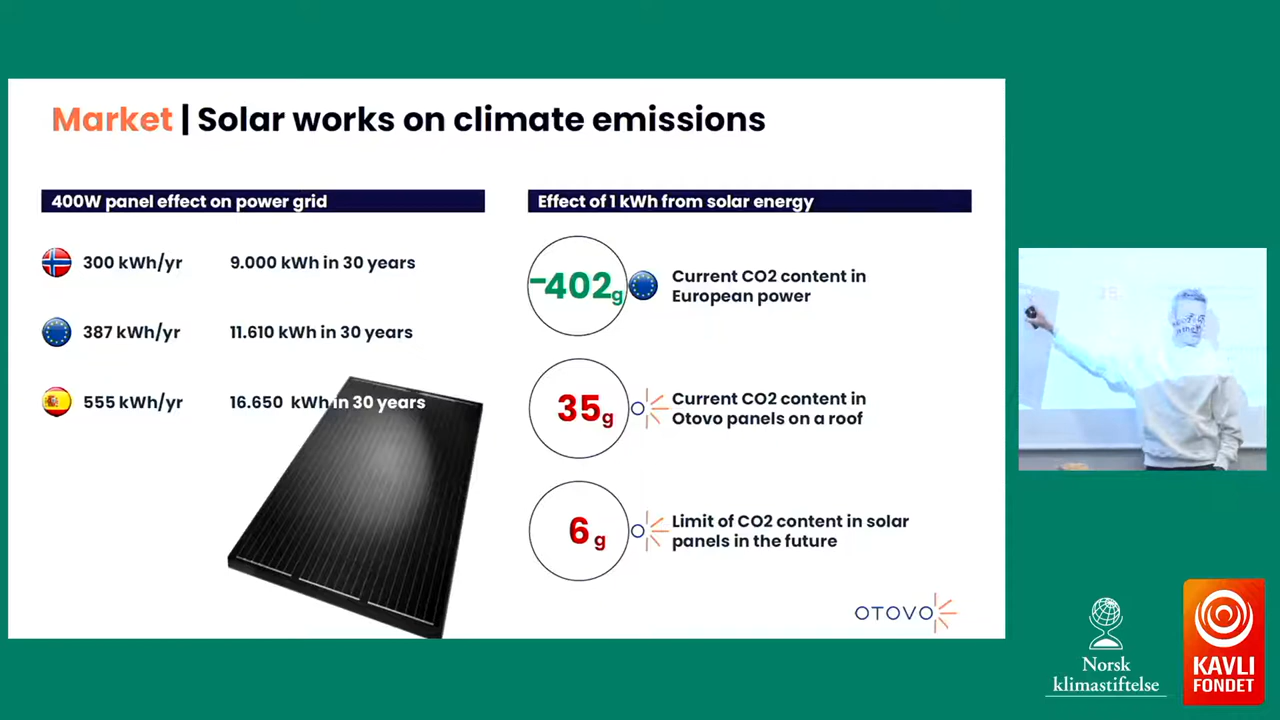 Market | Solar works on climate emissions
400W panel effect on power grid
300 kWh/yr 9.000 kWh in 30 years
387 kWh/yr 11.610 kWh in 30 years
555 kWh/yr 16.650 kWh in 30 years
Effect of 1 kWh from solar energy
-402g
Current CO2 content in
European power
35g
Current CO2 content in
Otovo panels on a roof
6 g
Limit of CO2 content in solar
panels in the future
OTOVO
Norsk
klimastiftelse
KAVLI
FONDET